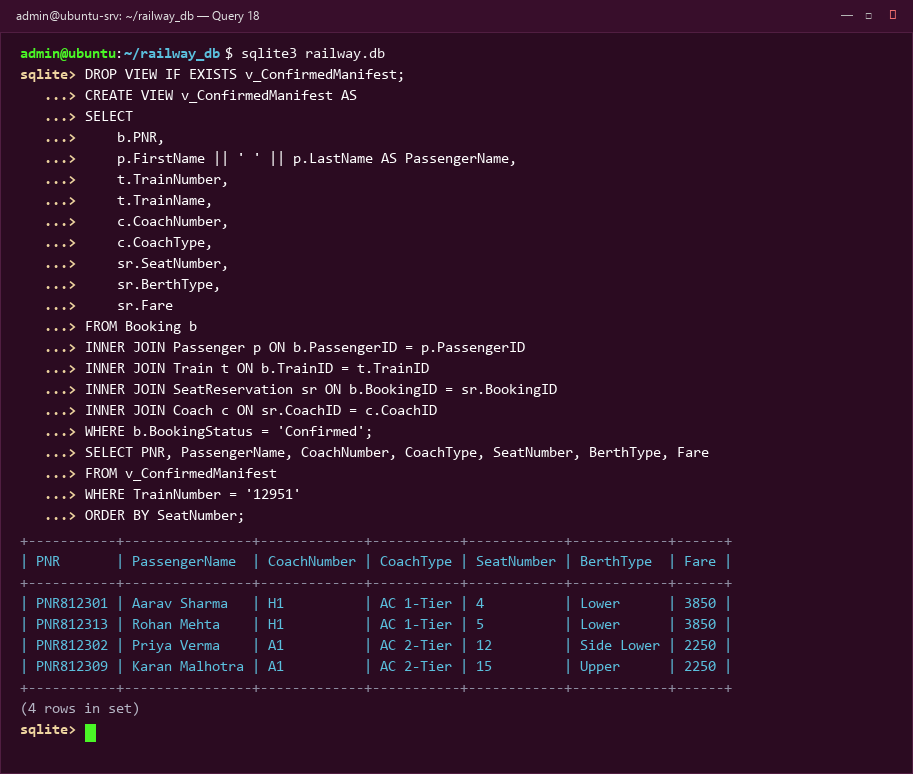 admin@ubuntu-srv: ~/railway_db — Query 18
admin@ubuntu:~/railway_db $ sqlite3 railway.db
sqlite> DROP VIEW IF EXISTS v_ConfirmedManifest;
   ...> CREATE VIEW v_ConfirmedManifest AS
   ...> SELECT
   ...>     b.PNR,
   ...>     p.FirstName || ' ' || p.LastName AS PassengerName,
   ...>     t.TrainNumber,
   ...>     t.TrainName,
   ...>     c.CoachNumber,
   ...>     c.CoachType,
   ...>     sr.SeatNumber,
   ...>     sr.BerthType,
   ...>     sr.Fare
   ...> FROM Booking b
   ...> INNER JOIN Passenger p ON b.PassengerID = p.PassengerID
   ...> INNER JOIN Train t ON b.TrainID = t.TrainID
   ...> INNER JOIN SeatReservation sr ON b.BookingID = sr.BookingID
   ...> INNER JOIN Coach c ON sr.CoachID = c.CoachID
   ...> WHERE b.BookingStatus = 'Confirmed';
   ...> SELECT PNR, PassengerName, CoachNumber, CoachType, SeatNumber, BerthType, Fare
   ...> FROM v_ConfirmedManifest
   ...> WHERE TrainNumber = '12951'
   ...> ORDER BY SeatNumber;
+-----------+----------------+-------------+-----------+------------+------------+------+
| PNR       | PassengerName  | CoachNumber | CoachType | SeatNumber | BerthType  | Fare |
+-----------+----------------+-------------+-----------+------------+------------+------+
| PNR812301 | Aarav Sharma   | H1          | AC 1-Tier | 4          | Lower      | 3850 |
| PNR812313 | Rohan Mehta    | H1          | AC 1-Tier | 5          | Lower      | 3850 |
| PNR812302 | Priya Verma    | A1          | AC 2-Tier | 12         | Side Lower | 2250 |
| PNR812309 | Karan Malhotra | A1          | AC 2-Tier | 15         | Upper      | 2250 |
+-----------+----------------+-------------+-----------+------------+------------+------+
(4 rows in set)
sqlite>